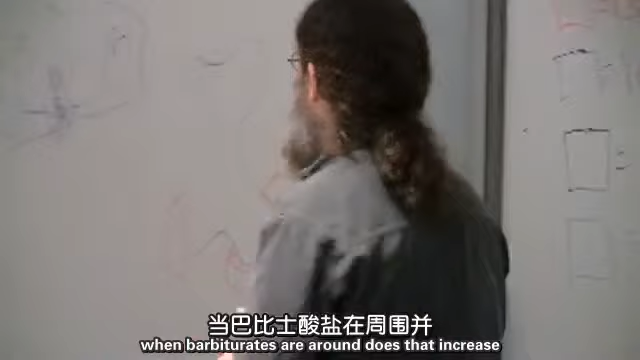 当巴比士酸盐在周围并
when barbiturates are around does that increase